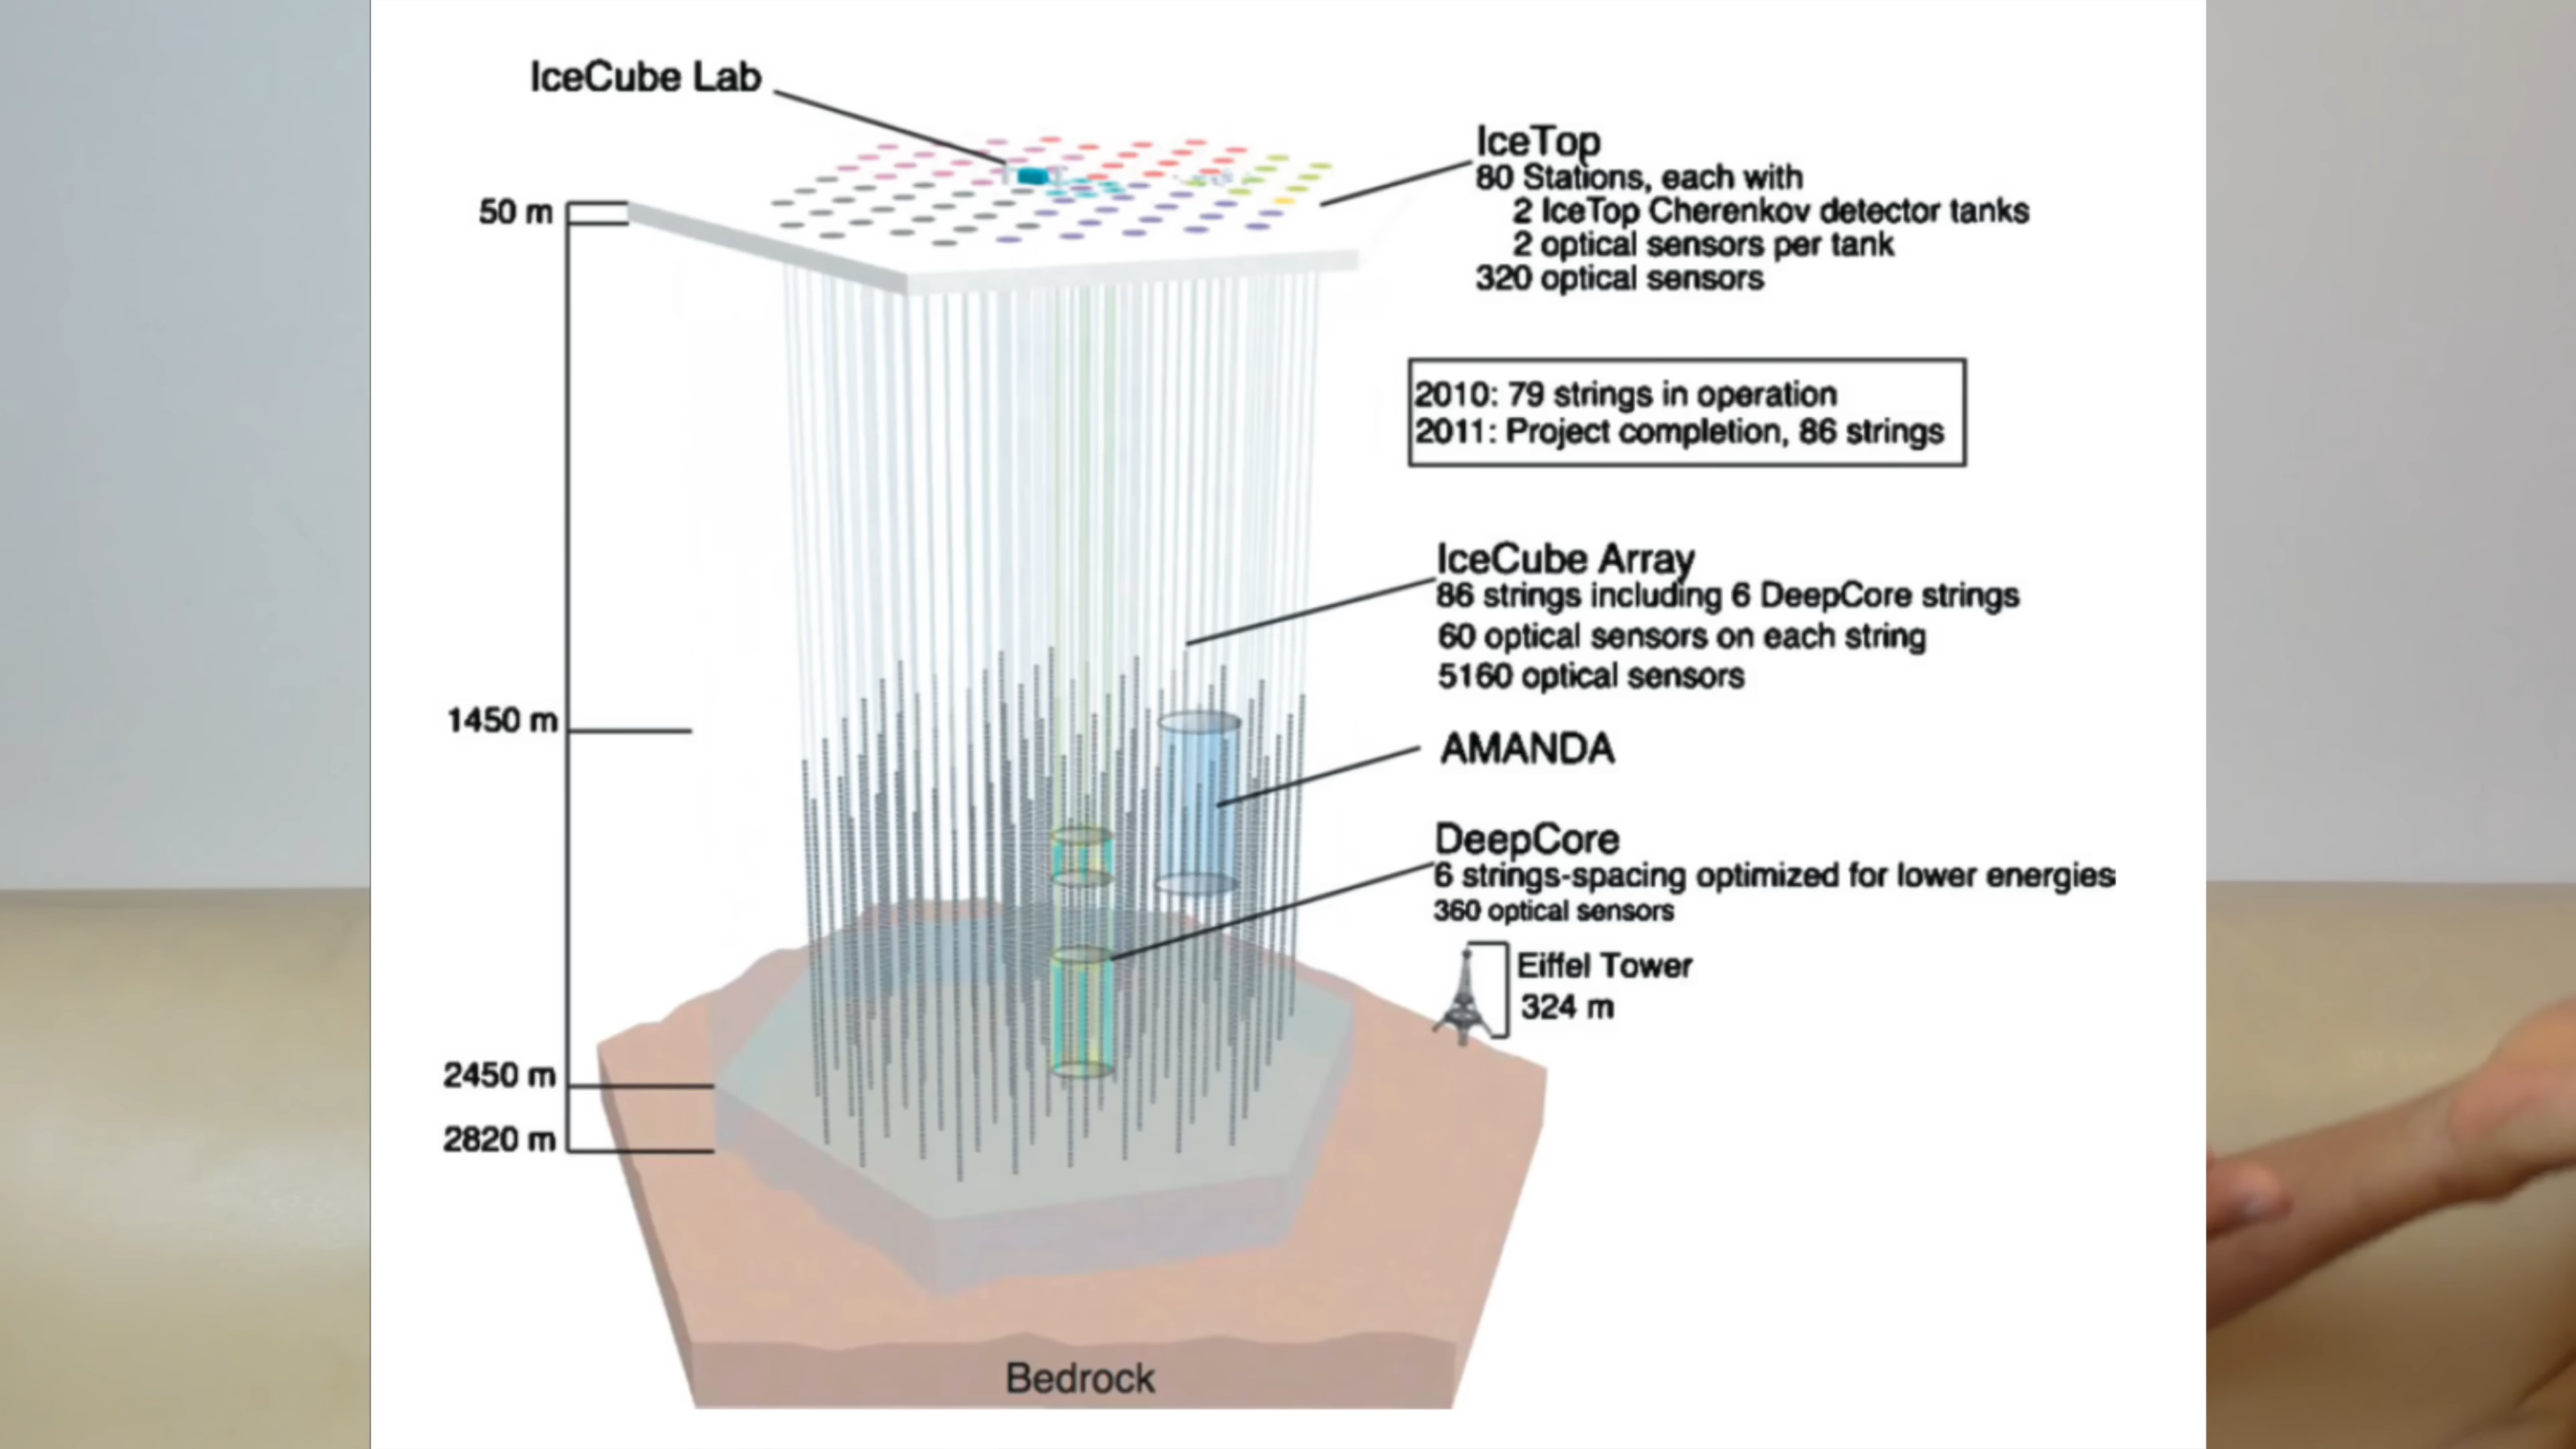 IceCube Lab
IceTop
80 Stations, each with
2 IceTop Cherenkov detector tanks
2 optical sensors per tank
320 optical sensors
50 m
2010: 79 strings in operation
2011: Project completion, 86 strings
IceCube Array
86 strings including 6 DeepCore strings
60 optical sensors on each string
5160 optical sensors
1450 m
AMANDA
DeepCore
6 strings-spacing optimized for lower energies
360 optical sensors
Eiffel Tower
324 m
2450 m
2820 m
Bedrock